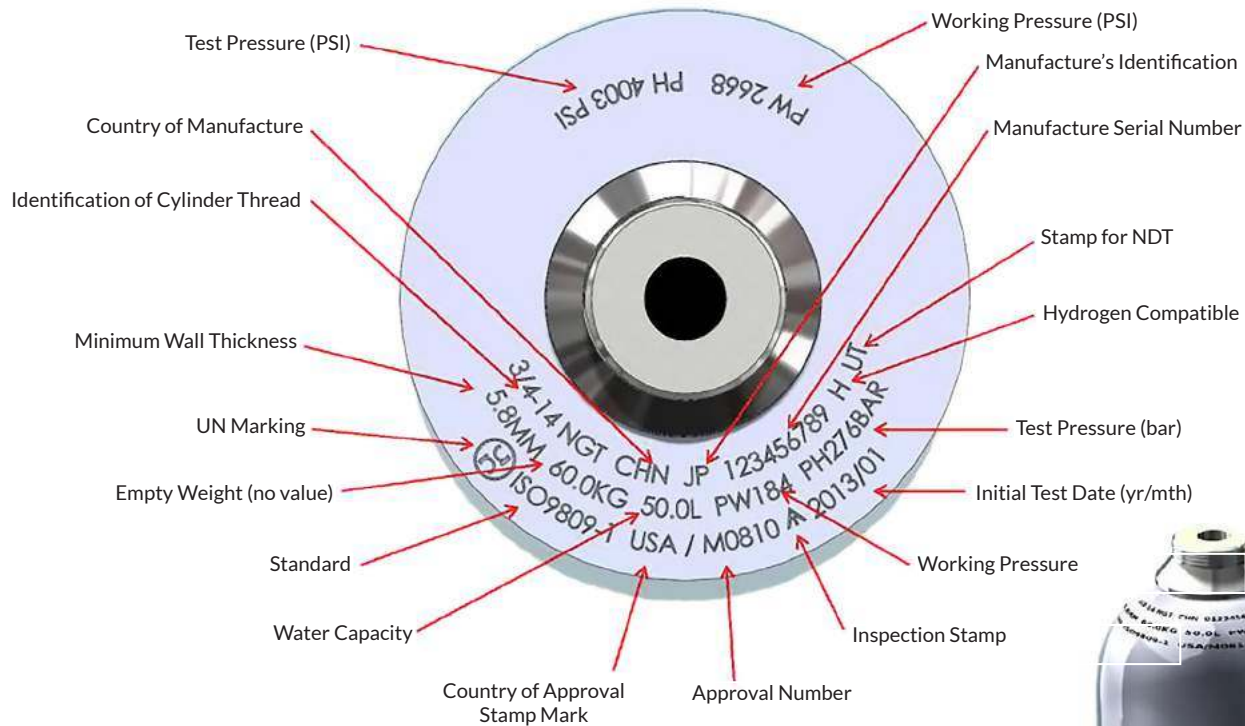 Test Pressure (PSI)
Working Pressure (PSI)
Manufacture's Identification
Country of Manufacture
Manufacture Serial Number
Identification of Cylinder Thread
Stamp for NDT
Hydrogen Compatible
Minimum Wall Thickness
UN Marking
Test Pressure (bar)
Empty Weight (no value)
Initial Test Date (yr/mth)
Standard
Working Pressure
Water Capacity
Inspection Stamp
Country of Approval
Stamp Mark
Approval Number
PW 2668 PH 4003 PSI
3/4-14 NGT CHN JP 123456789 H UT
5.8MM 60.0KG 50.0L PW184 PH276BAR
ISO9809-1 USA / M0810 2013/01
50.0L